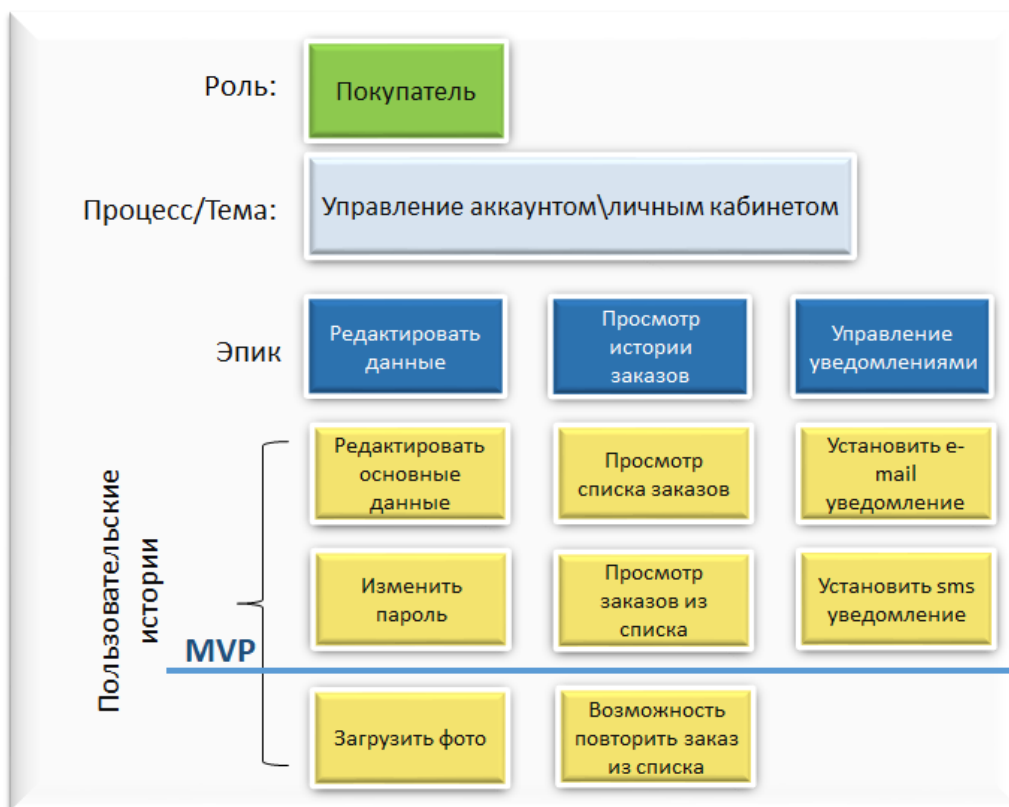 Роль:
Покупатель
Процесс/Тема:
Управление аккаунтом\личным кабинетом
Эпик
Редактировать
данные
Просмотр
истории
заказов
Управление
уведомлениями
Пользовательские
истории
MVP
Редактировать
основные
данные
Просмотр
списка заказов
Установить e-
mail
уведомление
Изменить
пароль
Просмотр
заказов из
списка
Установить sms
уведомление
Загрузить фото
Возможность
повторить заказ
из списка